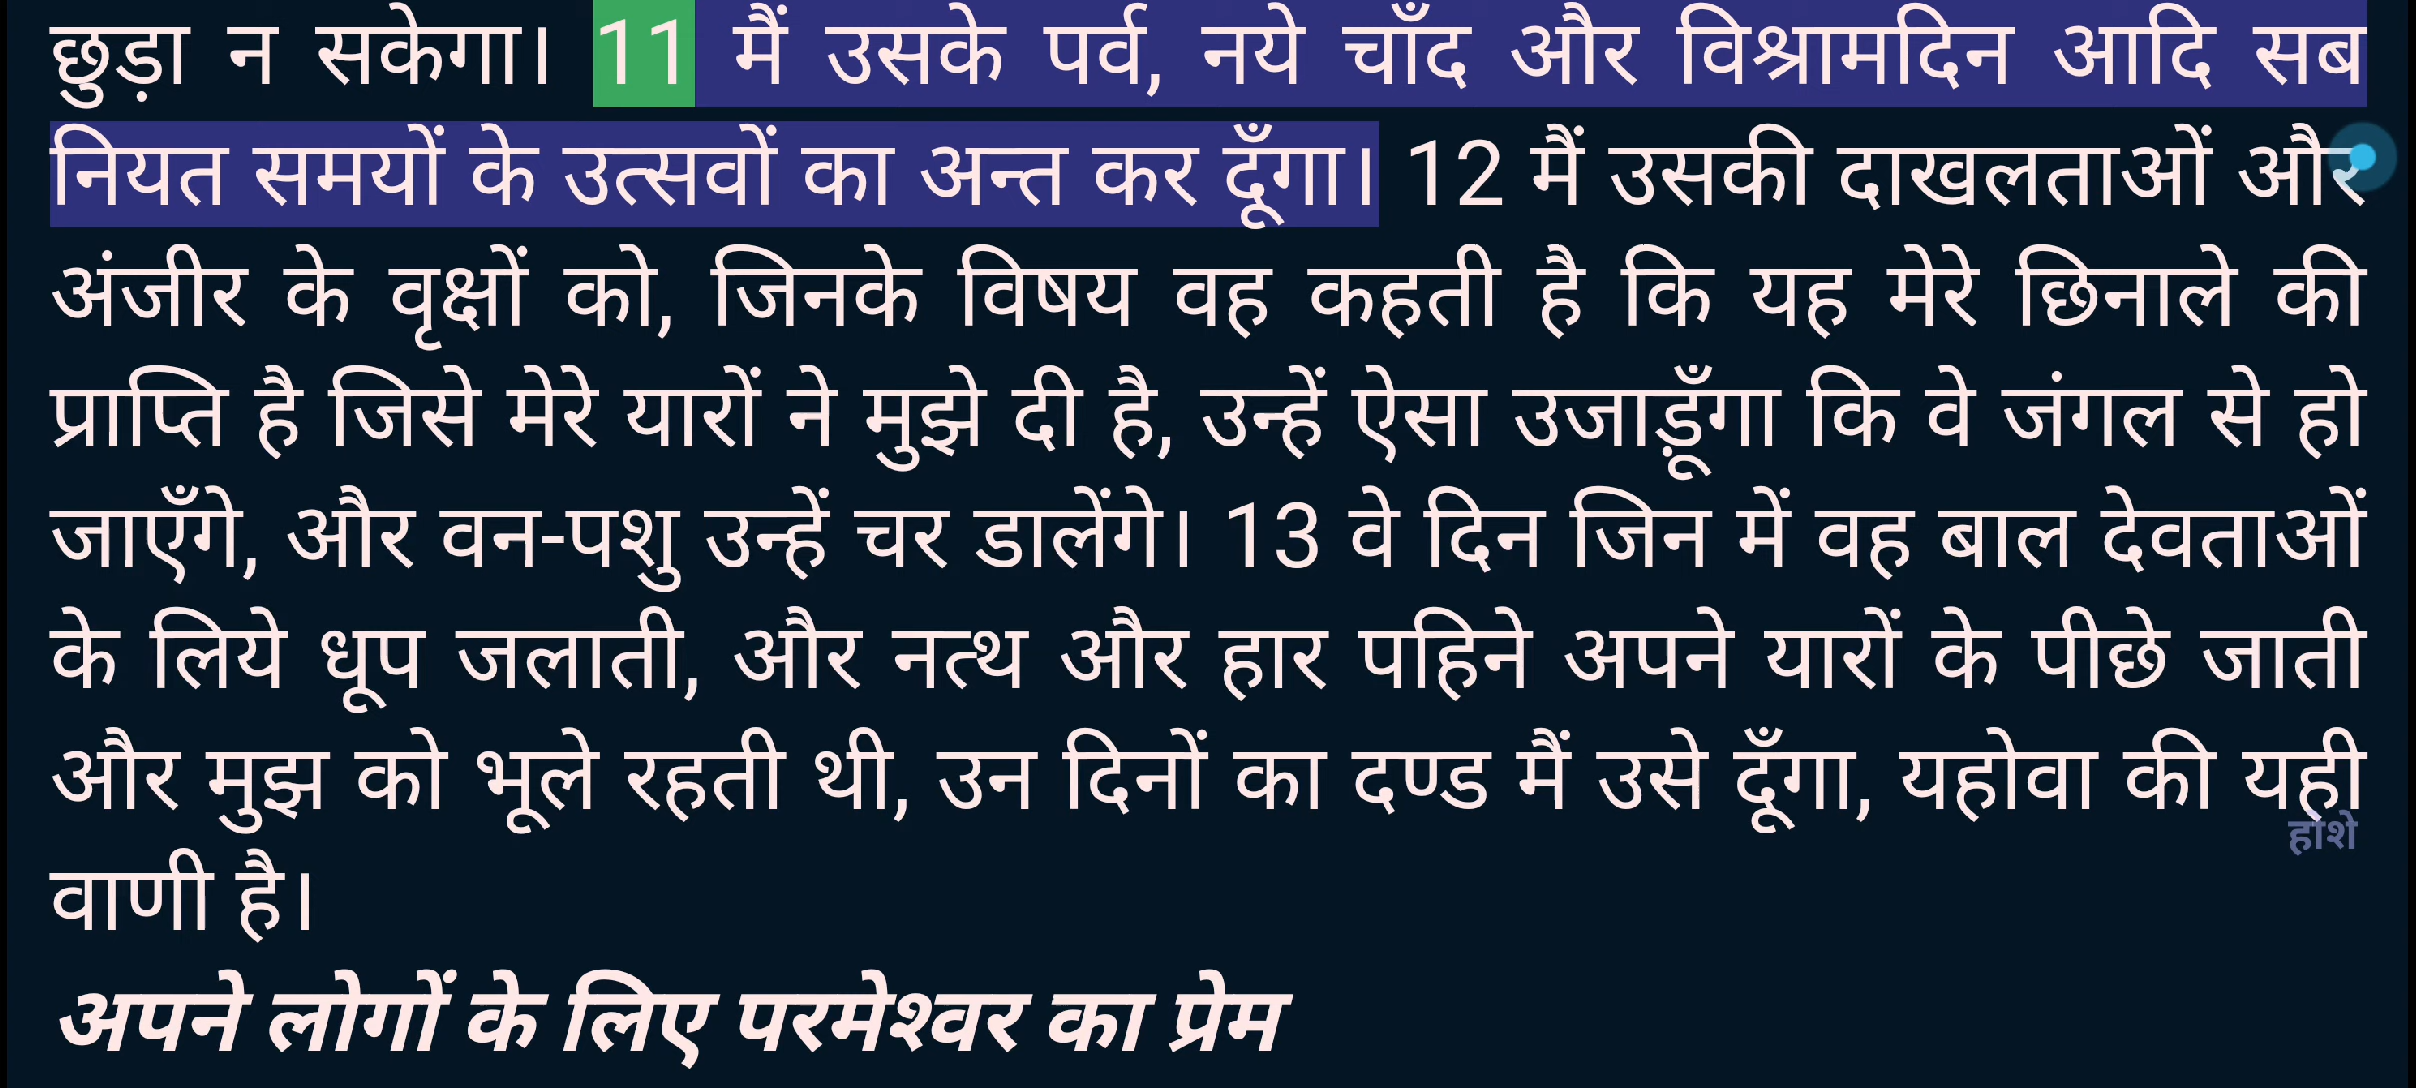 छुड़ा न सकेगा। 11 मैं उसके पर्व, नये चाँद और विश्रामदिन आदि सब
नियत समयों के उत्सवों का अन्त कर दूँगा। 12 मैं उसकी दाखलताओं और
अंजीर के वृक्षों को, जिनके विषय वह कहती है कि यह मेरे छिनाले की
प्राप्ति है जिसे मेरे यारों ने मुझे दी है, उन्हें ऐसा उजाड़ूँगा कि वे जंगल से हो
जाएँगे, और वन-पशु उन्हें चर डालेंगे। 13 वे दिन जिन में वह बाल देवताओं
के लिये धूप जलाती, और नत्थ और हार पहिने अपने यारों के पीछे जाती
और मुझ को भूले रहती थी, उन दिनों का दण्ड मैं उसे दूँगा, यहोवा की यही
होशे
वाणी है।
अपने लोगों के लिए परमेश्वर का प्रेम